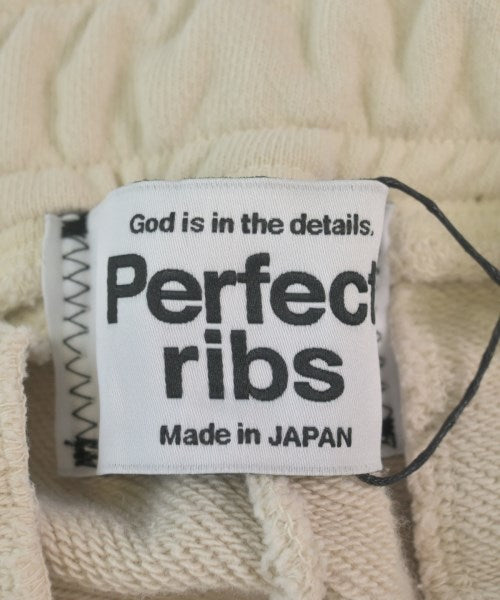 God is in the details.
Perfect
ribs
Made in JAPAN